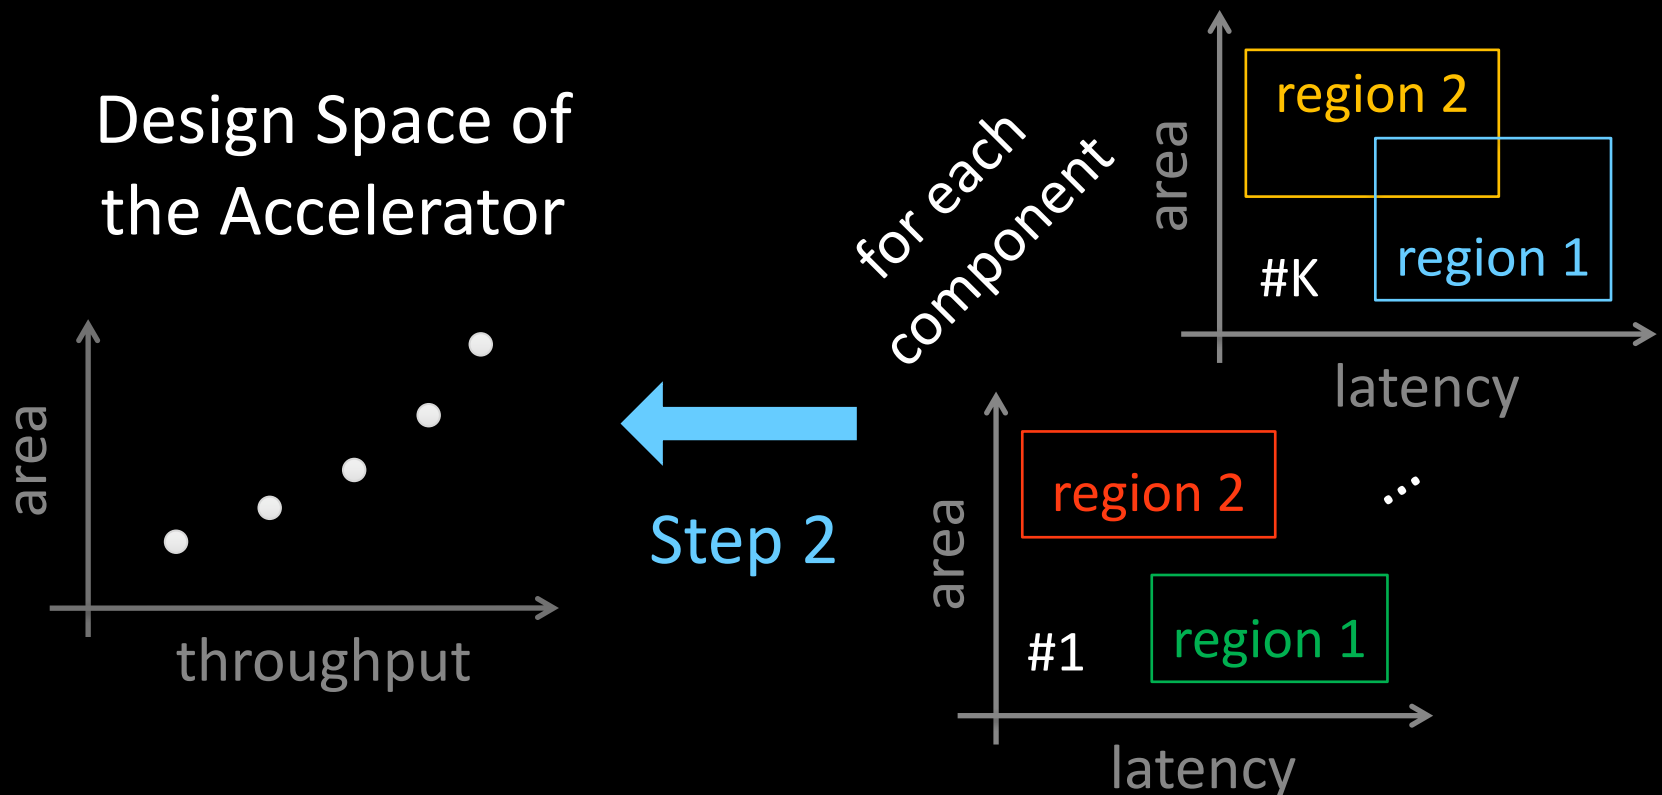 Design Space of
the Accelerator
area
throughput
Step 2
for each
component
area
region 2
region 1
#K
latency
area
region 2
...
region 1
#1
latency